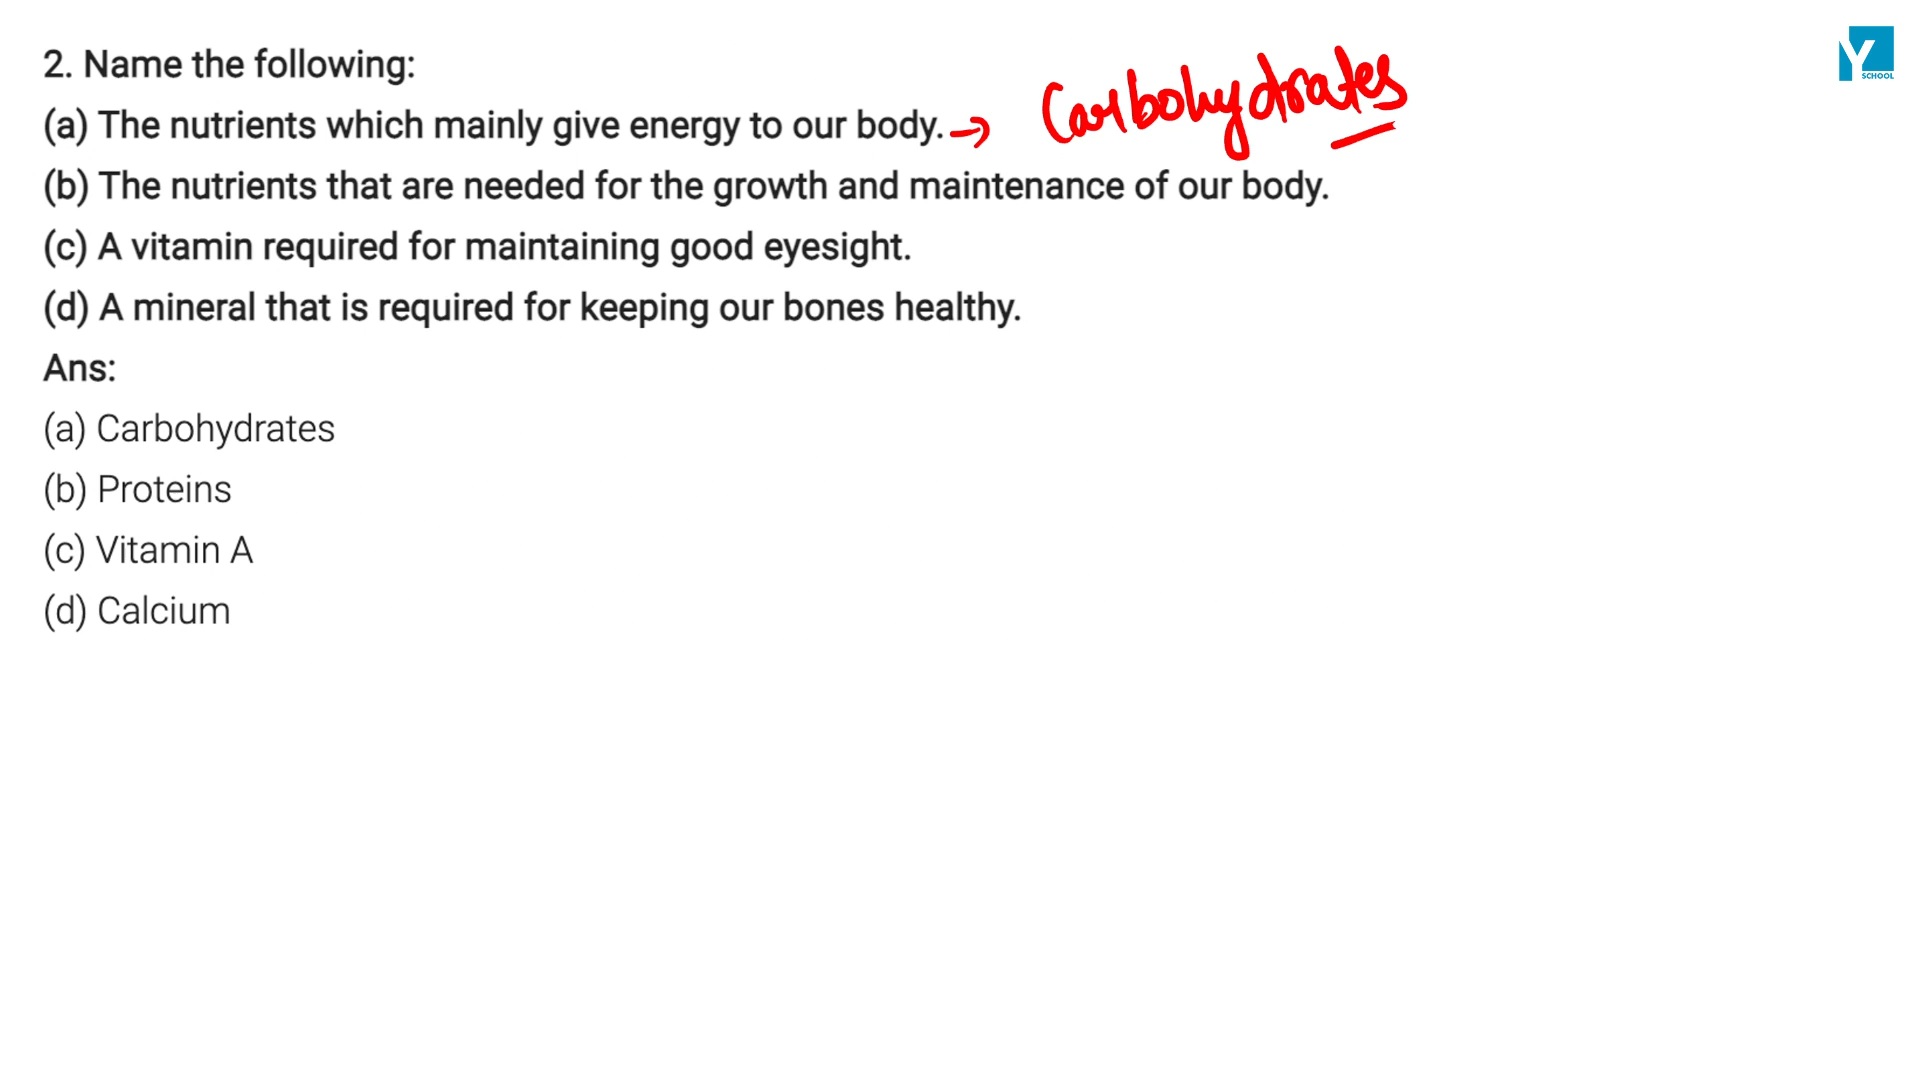 2. Name the following:
(a) The nutrients which mainly give energy to our body. → Carbohydrates
(b) The nutrients that are needed for the growth and maintenance of our body.
(c) A vitamin required for maintaining good eyesight.
(d) A mineral that is required for keeping our bones healthy.
Ans:
(a) Carbohydrates
(b) Proteins
(c) Vitamin A
(d) Calcium
Y SCHOOL